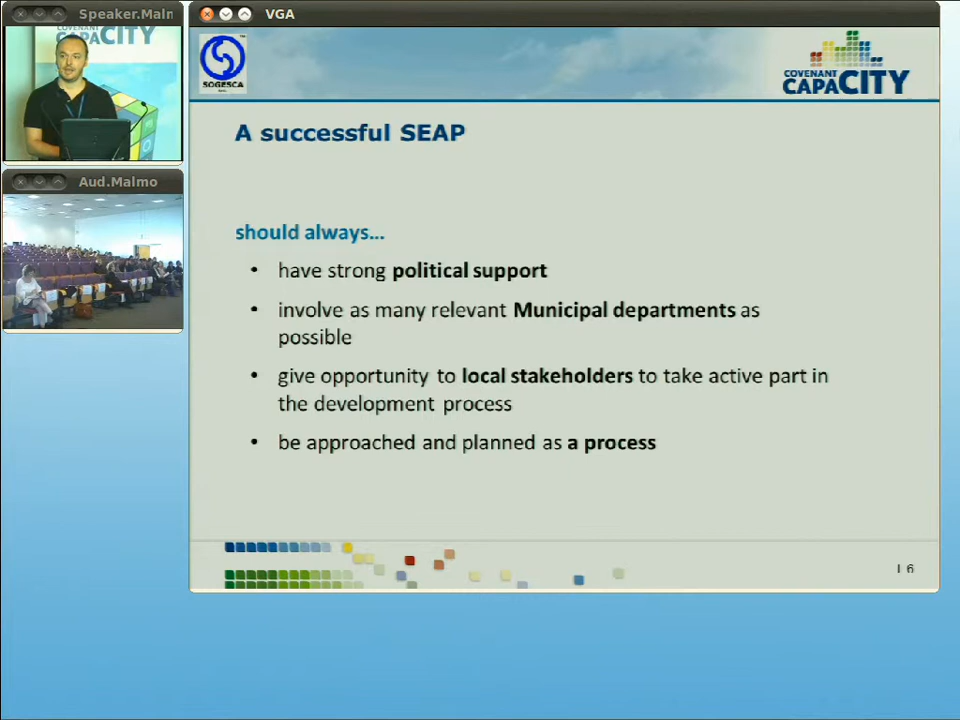 Speaker.Maln
VGA
COVENANT
CAPACITY
SOGESCA
COVENANT
CAPACITY
A successful SEAP
Aud.Malmo
should always...
• have strong political support
• involve as many relevant Municipal departments as
possible
• give opportunity to local stakeholders to take active part in
the development process
• be approached and planned as a process
16